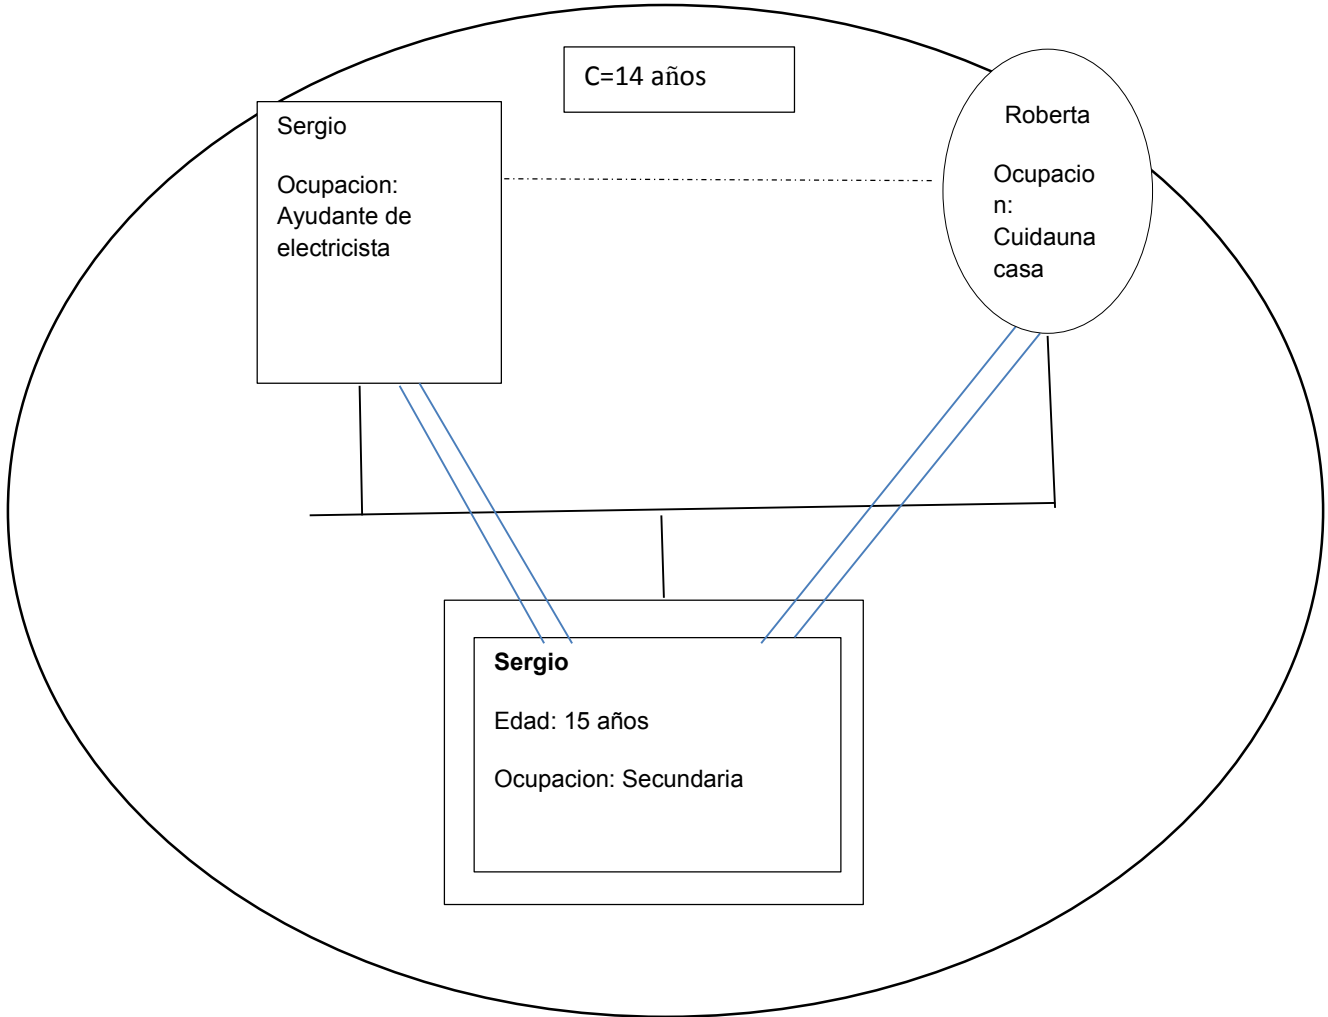 C=14 años
Sergio
Ocupacion:
Ayudante de
electricista
Roberta
Ocupacio
n:
Cuidauna
casa
Sergio
Edad: 15 años
Ocupacion: Secundaria